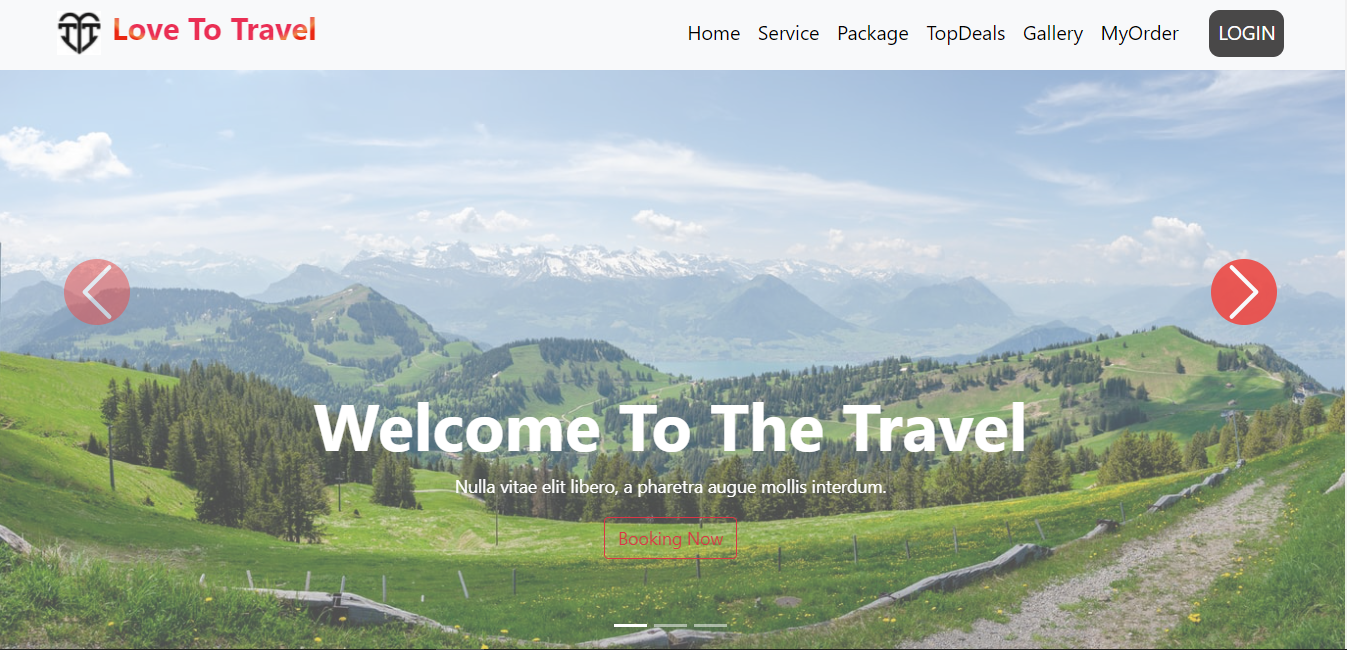 Love To Travel
Home Service Package TopDeals Gallery MyOrder LOGIN
Welcome To The Travel
Nulla vitae elit libero, a pharetra augue mollis interdum.
Booking Now